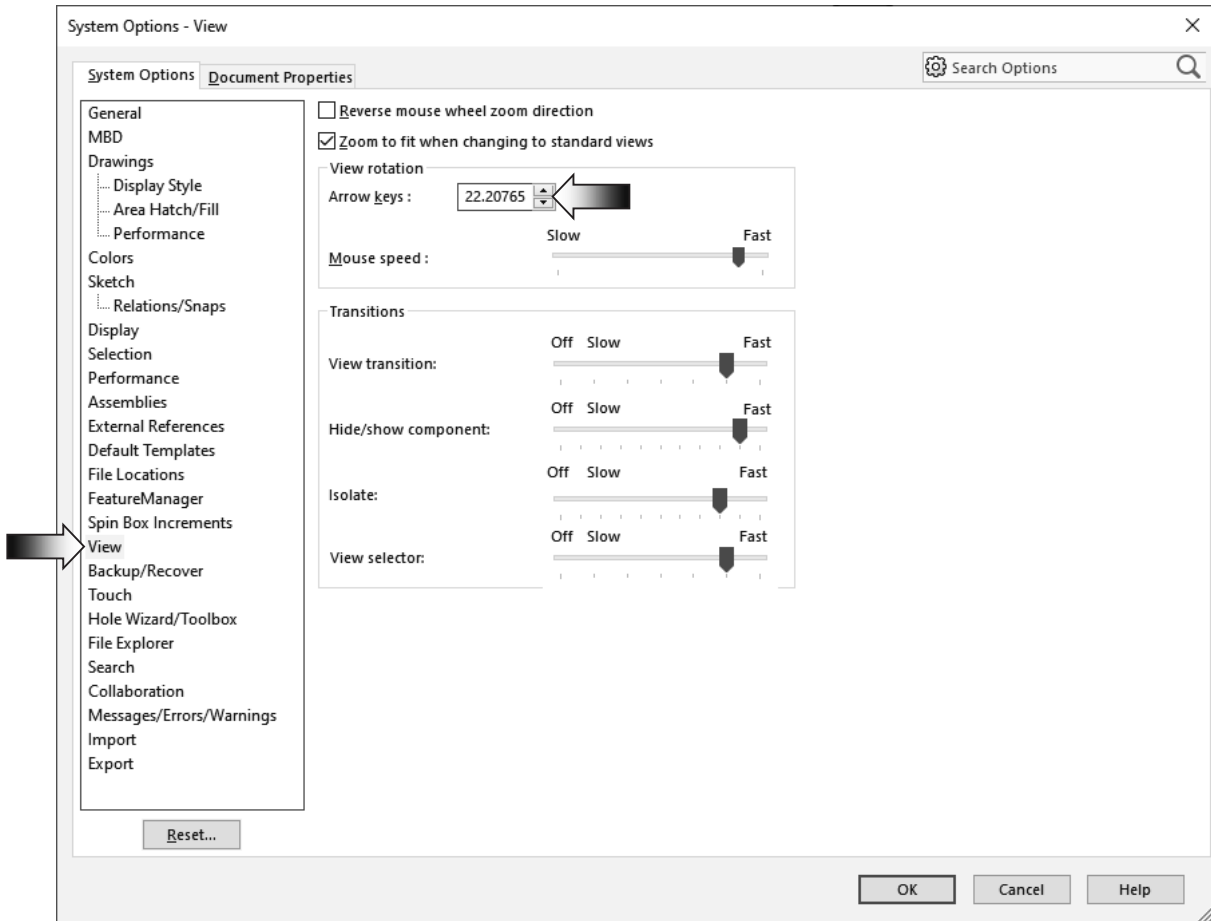 System Options - View
System Options
Document Properties
Search Options
General
MBD
Drawings
Display Style
Area Hatch/Fill
Performance
Colors
Sketch
Relations/Snaps
Display
Selection
Performance
Assemblies
External References
Default Templates
File Locations
FeatureManager
Spin Box Increments
View
Backup/Recover
Touch
Hole Wizard/Toolbox
File Explorer
Search
Collaboration
Messages/Errors/Warnings
Import
Export
Reset...
Reverse mouse wheel zoom direction
Zoom to fit when changing to standard views
View rotation
Arrow keys : 22.20765
Slow Fast
Mouse speed :
Transitions
Off Slow Fast
View transition:
Off Slow Fast
Hide/show component:
Off Slow Fast
Isolate:
Off Slow Fast
View selector:
OK Cancel Help